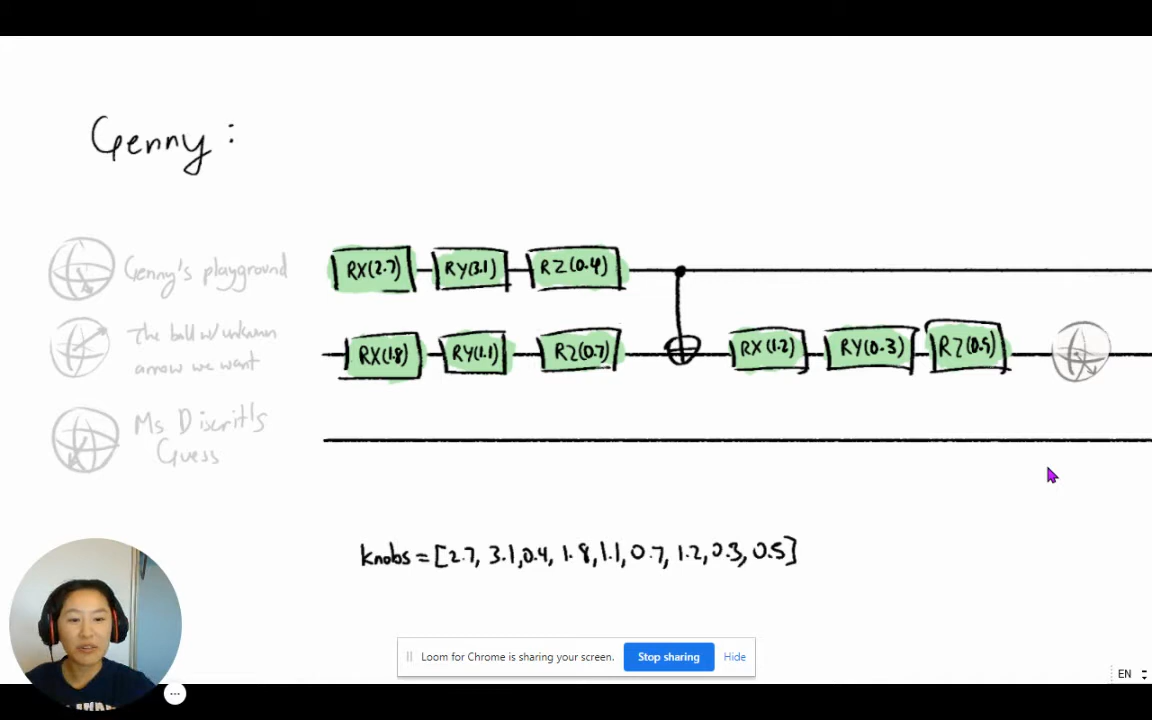 Genny:
Genny's playground
RX(2.7) RY(3.1) RZ(0.4)
The ball w/unknown
arrow we want
RX(1.8) RY(1.1) RZ(0.7) RX(1.2) RY(0.3) RZ(0.5)
Ms Discrit's
Guess
knobs = [2.7, 3.1, 0.4, 1.8, 1.1, 0.7, 1.2, 0.3, 0.5]
Loom for Chrome is sharing your screen. Stop sharing Hide
EN